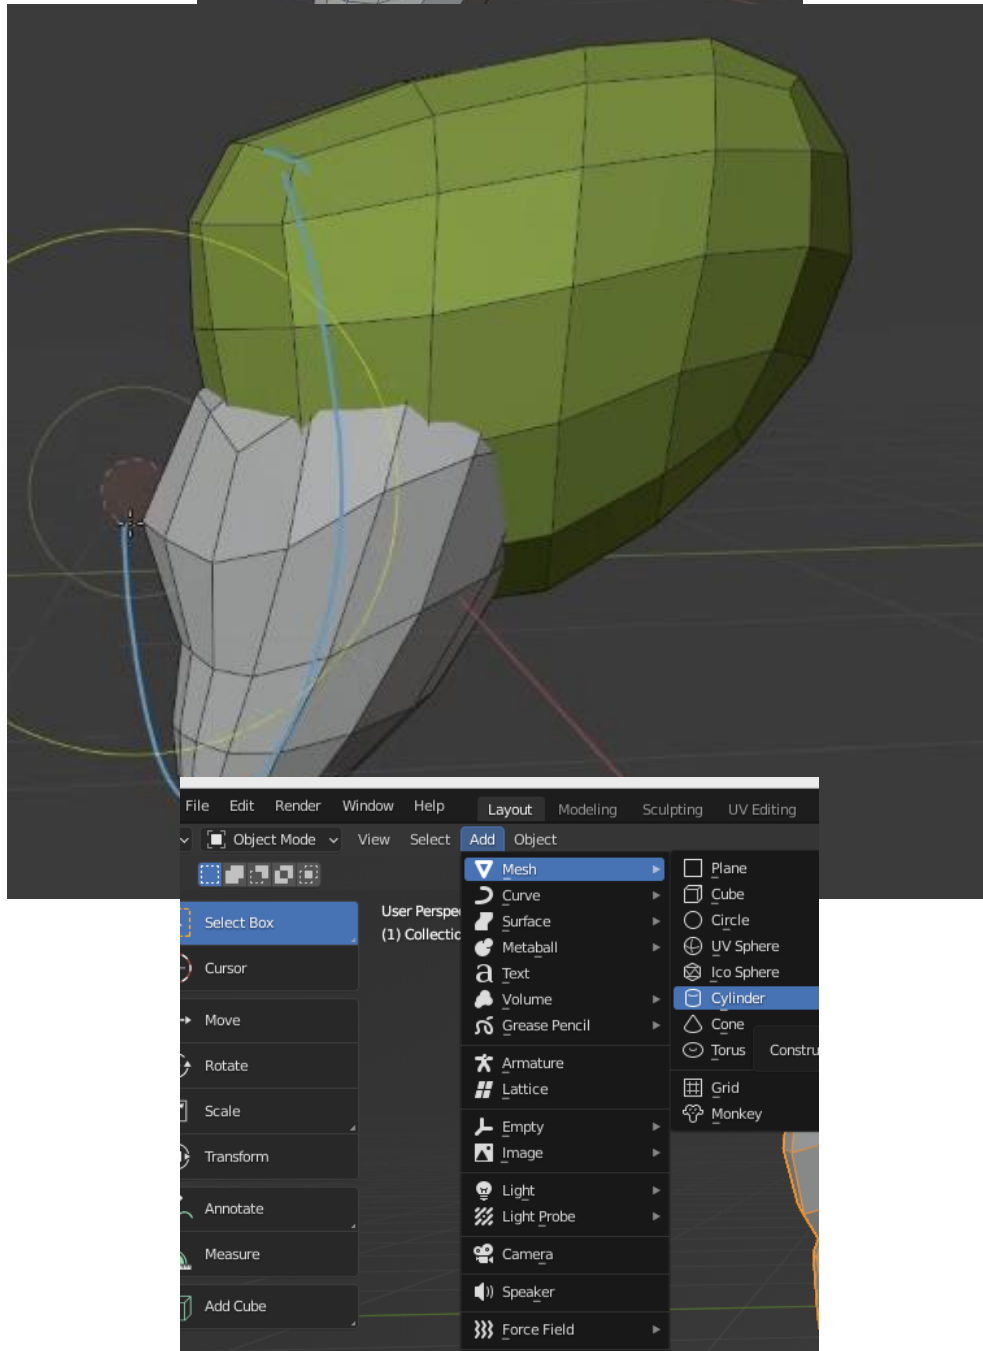 File Edit Render Window Help Layout Modeling Sculpting UV Editing
Object Mode View Select Add Object
Mesh Plane
Select Box Curve Cube
User Perspe Surface Circle
(1) Collectic Metaball UV Sphere
Cursor Text Ico Sphere
Volume Cylinder
Move Grease Pencil Cone
Torus Constru
Rotate Armature
Lattice Grid
Scale Empty Monkey
Transform Image
Annotate Light
Light Probe
Measure Camera
Add Cube Speaker
Force Field